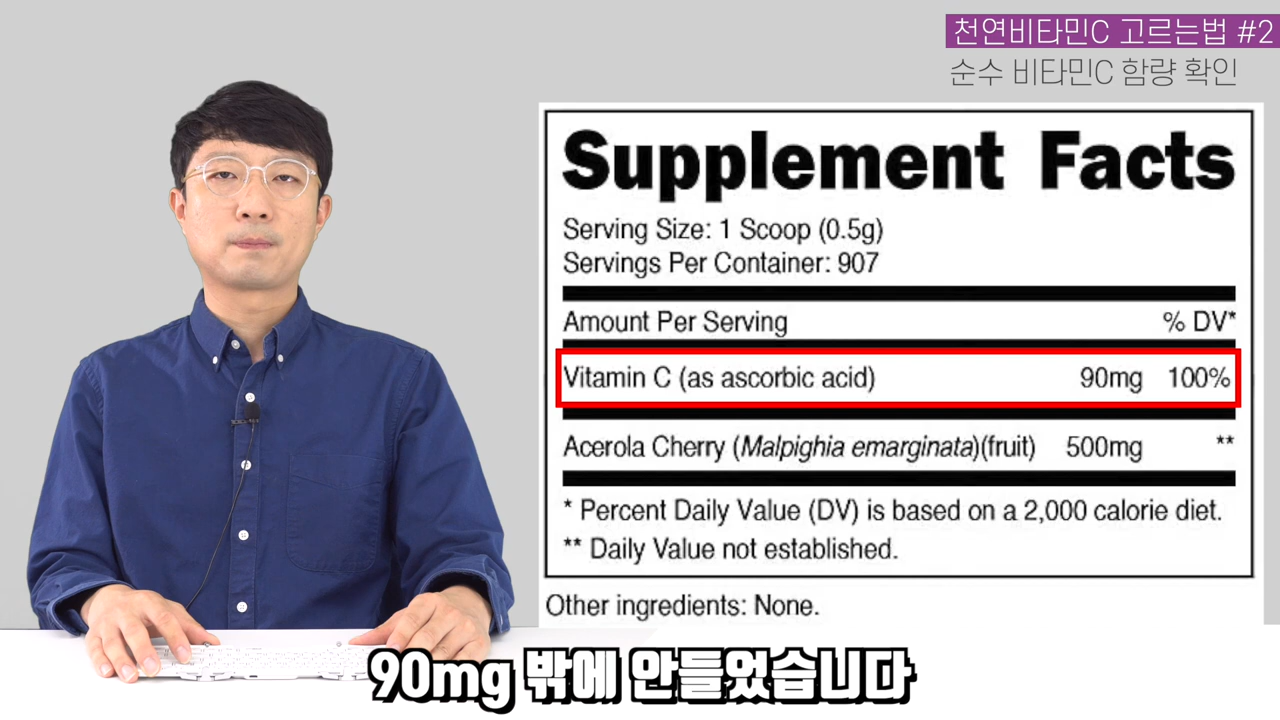 천연비타민C 고르는법 #2
순수 비타민C 함량 확인
Supplement Facts
Serving Size: 1 Scoop (0.5g)
Servings Per Container: 907
Amount Per Serving % DV*
Vitamin C (as ascorbic acid) 90mg 100%
Acerola Cherry (Malpighia emarginata)(fruit) 500mg **
* Percent Daily Value (DV) is based on a 2,000 calorie diet.
** Daily Value not established.
Other ingredients: None.
90mg 밖에 안들었습니다